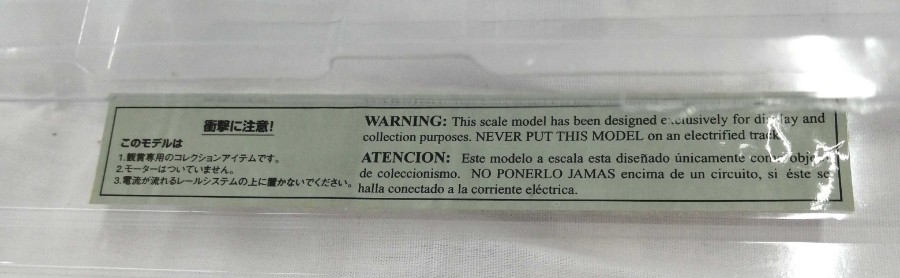 衝撃に注意!
このモデルは
1.観賞専用のコレクションアイテムです。
2.モーターはついていません。
3.電流が流れるレールシステムの上に置かないでください。
WARNING: This scale model has been designed exclusively for display and
collection purposes. NEVER PUT THIS MODEL on an electrified track.
ATENCION: Este modelo a escala esta diseñado únicamente como objeto
de coleccionismo. NO PONERLO JAMAS encima de un circuito, si éste se
halla conectado a la corriente eléctrica.